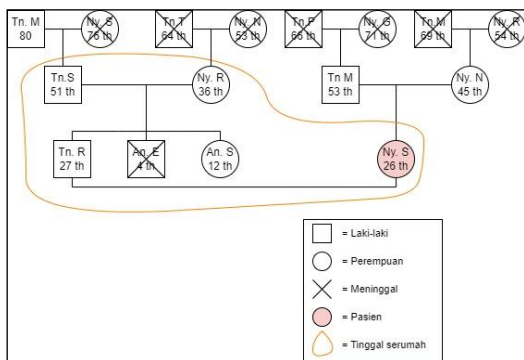 Tn. M
80
Ny. S
76 th
Tn. T
64 th
Ny. N
53 th
Tn. P
66 th
Ny. G
71 th
Tn. M
69 th
Ny. R
54 th
Tn.S
51 th
Ny. R
36 th
Tn M
53 th
Ny. N
45 th
Tn. R
27 th
An. E
4 th
An. S
12 th
Ny. S
26 th
= Laki-laki
= Perempuan
= Meninggal
= Pasien
= Tinggal serumah